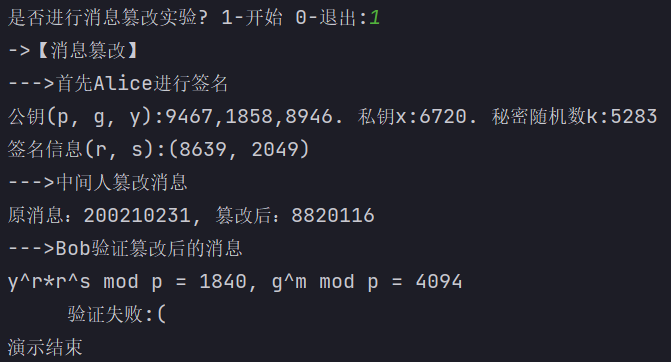 是否进行消息篡改实验? 1-开始 0-退出:1
->【消息篡改】
--->首先Alice进行签名
公钥(p, g, y):9467,1858,8946. 私钥x:6720. 秘密随机数k:5283
签名信息(r, s):(8639, 2049)
--->中间人篡改消息
原消息: 200210231, 篡改后: 8820116
--->Bob验证篡改后的消息
y^r*r^s mod p = 1840, g^m mod p = 4094
验证失败:(
演示结束